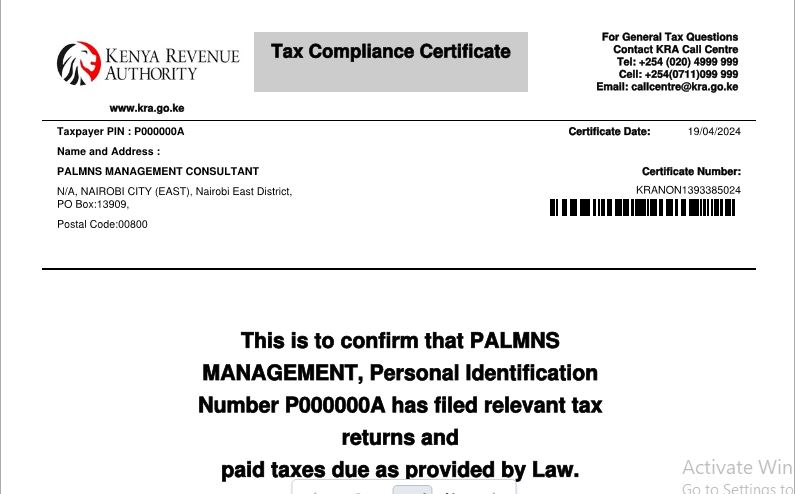 KENYA REVENUE
AUTHORITY
www.kra.go.ke
Tax Compliance Certificate
For General Tax Questions
Contact KRA Call Centre
Tel: +254 (020) 4999 999
Cell: +254(0711)099 999
Email: callcentre@kra.go.ke
Taxpayer PIN : P000000A
Name and Address :
PALMNS MANAGEMENT CONSULTANT
N/A, NAIROBI CITY (EAST), Nairobi East District,
PO Box:13909,
Postal Code:00800
Certificate Date: 19/04/2024
Certificate Number:
KRANON1393385024
This is to confirm that PALMNS
MANAGEMENT, Personal Identification
Number P000000A has filed relevant tax
returns and
paid taxes due as provided by Law.
Activate Win
Go to Settings to